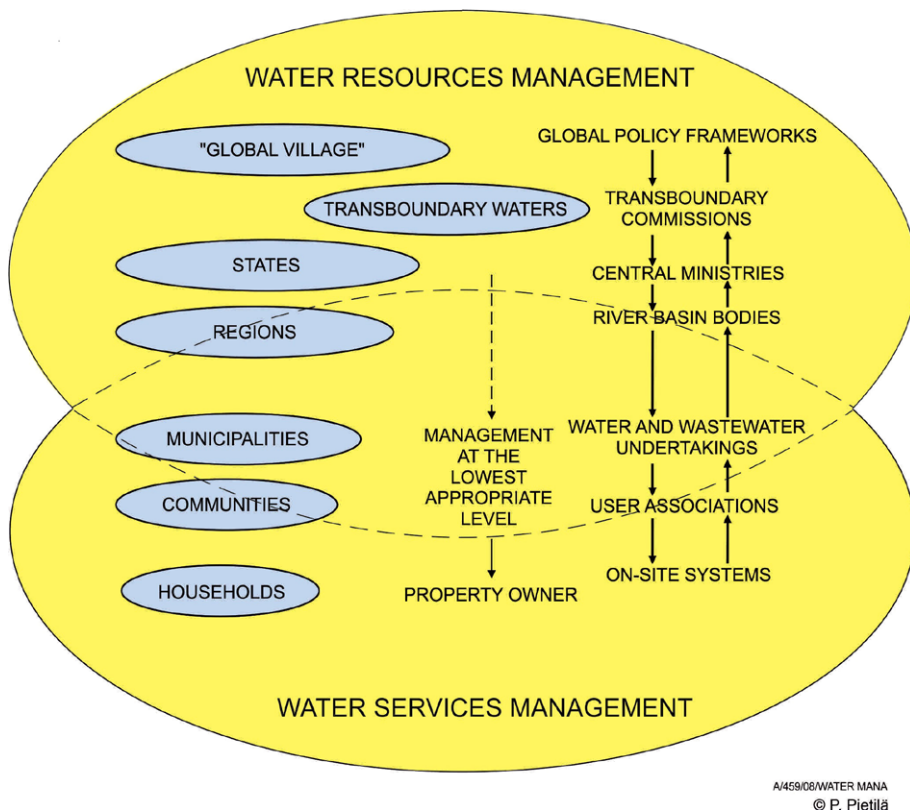 WATER RESOURCES MANAGEMENT
"GLOBAL VILLAGE"
GLOBAL POLICY FRAMEWORKS
TRANSBOUNDARY WATERS
TRANSBOUNDARY
COMMISSIONS
STATES
CENTRAL MINISTRIES
REGIONS
RIVER BASIN BODIES
MUNICIPALITIES
MANAGEMENT
AT THE
LOWEST
APPROPRIATE
LEVEL
WATER AND WASTEWATER
UNDERTAKINGS
COMMUNITIES
USER ASSOCIATIONS
HOUSEHOLDS
PROPERTY OWNER
ON-SITE SYSTEMS
WATER SERVICES MANAGEMENT
A/459/08/WATER MANA
© P. Pietilä